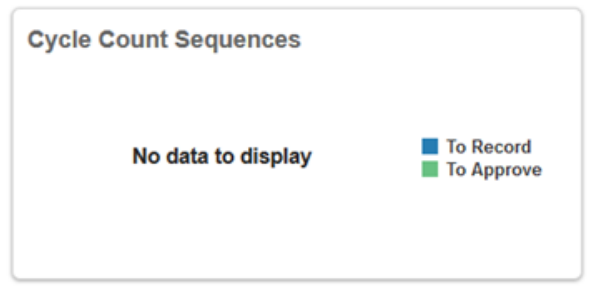 Cycle Count Sequences
No data to display
To Record
To Approve